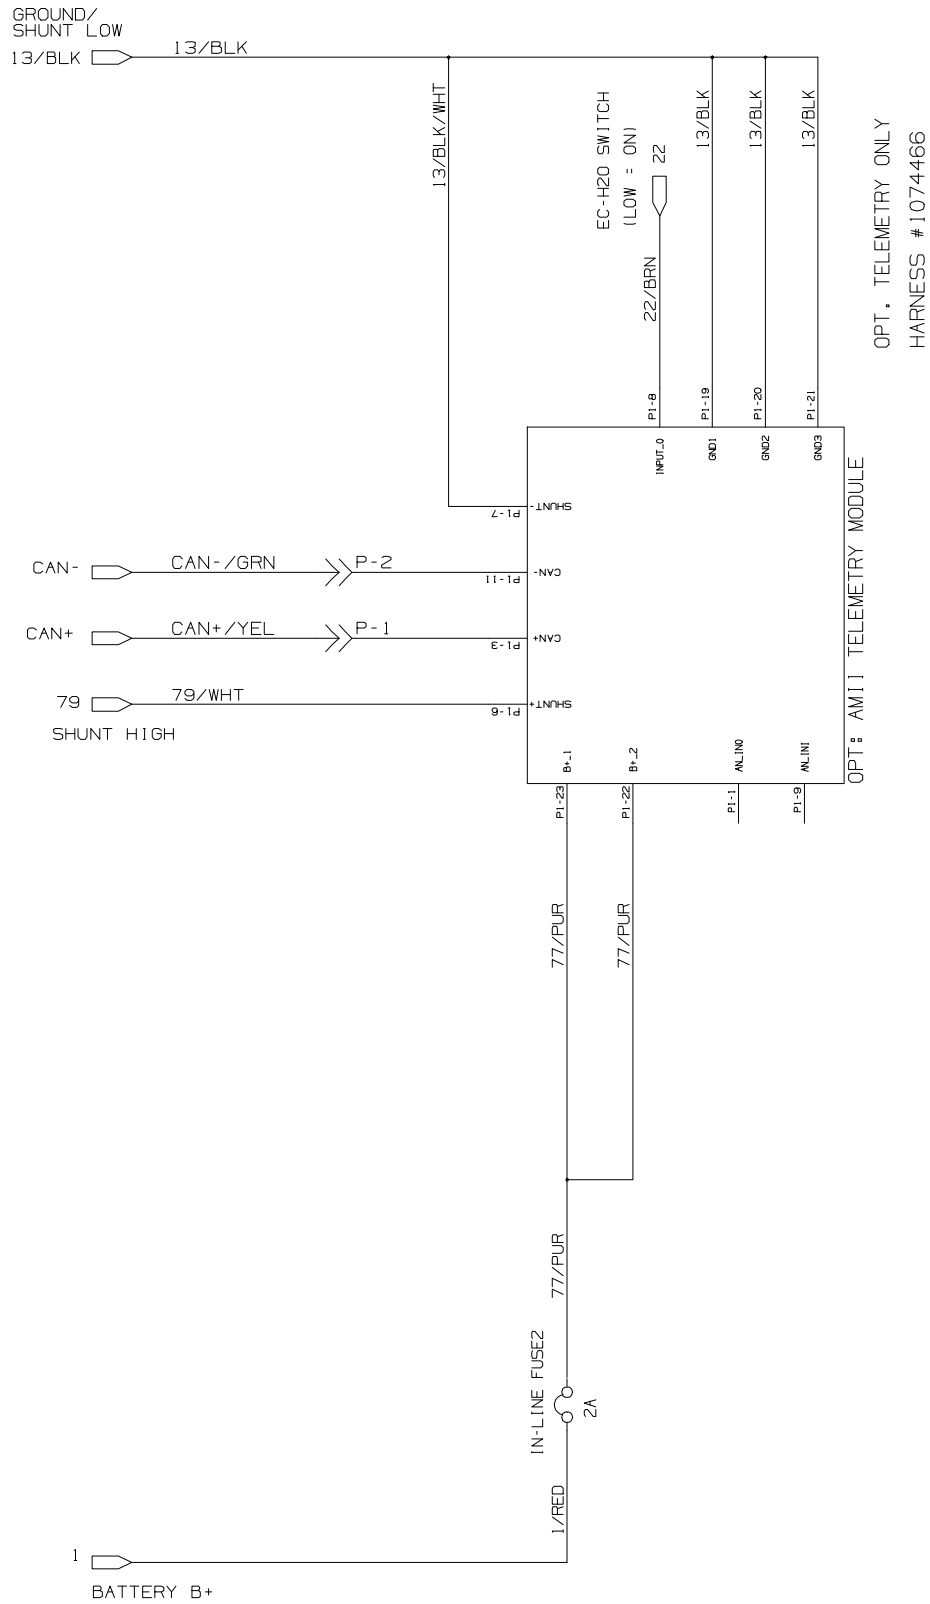 GROUND/
SHUNT LOW
13/BLK
13/BLK
13/BLK/WHT
EC-H2O SWITCH
(LOW = ON)
22
22/BRN
13/BLK
13/BLK
13/BLK
OPT. TELEMETRY ONLY
HARNESS #1074466
P1-8
P1-19
P1-20
P1-21
INPUT_0
GND1
GND2
GND3
P1-7
SHUNT-
CAN-
CAN-/GRN
P-2
P1-11
CAN-
CAN+
CAN+/YEL
P-1
P1-3
CAN+
79
79/WHT
P1-6
SHUNT+
SHUNT HIGH
OPT: AMII TELEMETRY MODULE
B+_1
B+_2
AN_IN0
AN_IN1
P1-23
P1-22
P1-1
P1-9
77/PUR
77/PUR
77/PUR
IN-LINE FUSE2
2A
1/RED
1
BATTERY B+